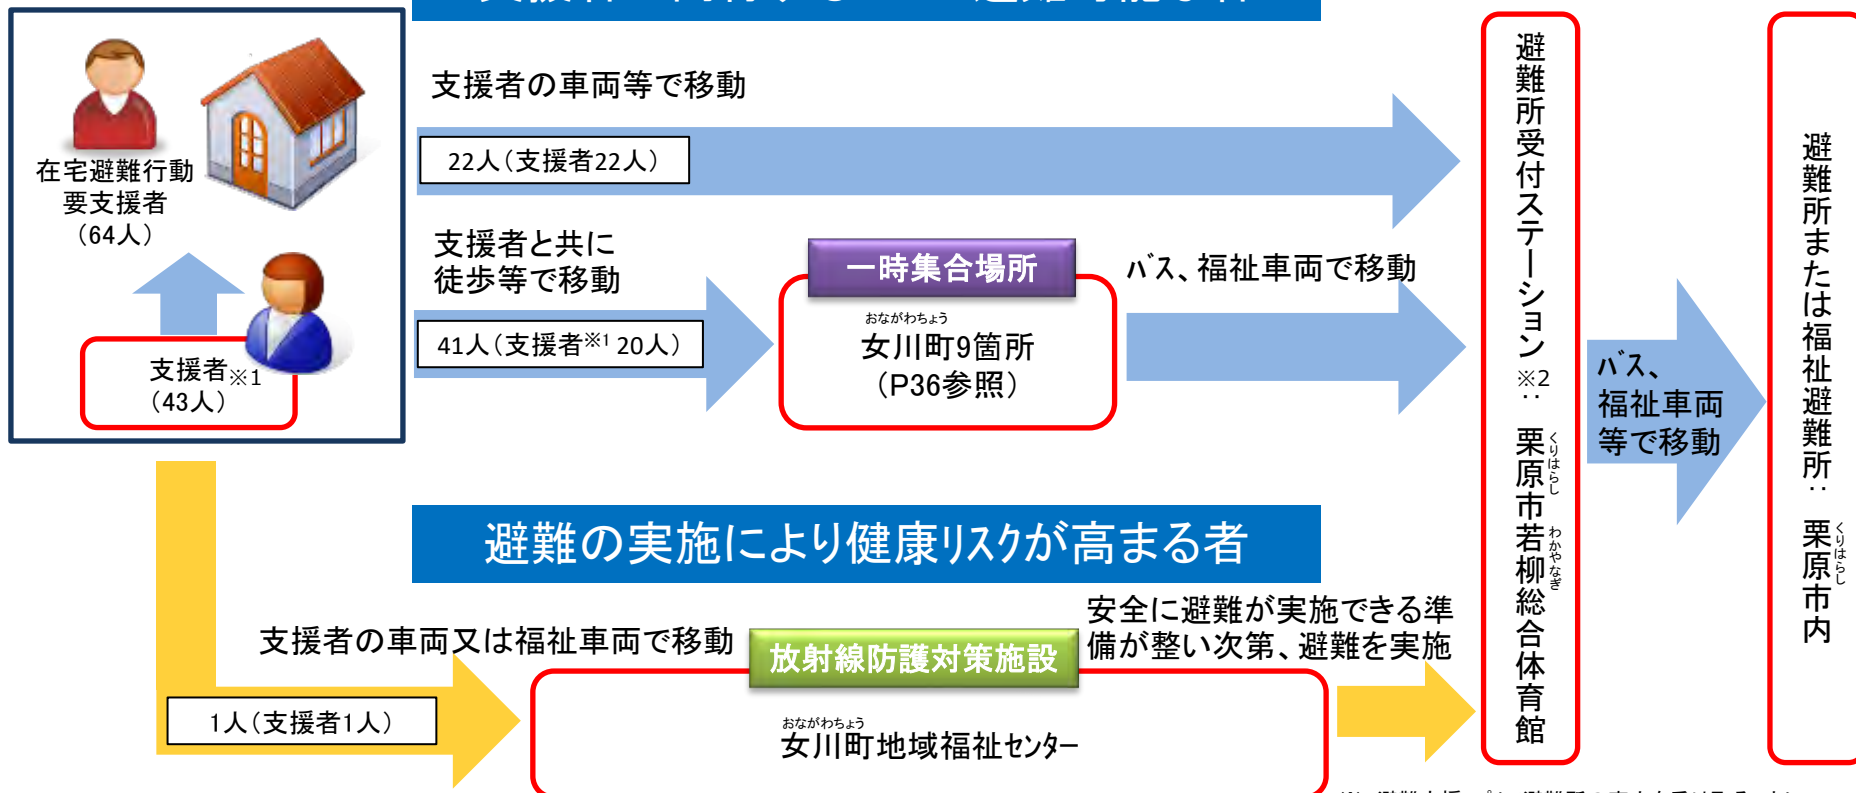 在宅避難行動
要支援者
（64人）
支援者※1
（43人）
支援者の車両等で移動
22人（支援者22人）
支援者と共に
徒歩等で移動
41人（支援者※1 20人）
一時集合場所
おながわちょう
女川町9箇所
（P36参照）
バス、福祉車両で移動
避難所受付ステーション※2：栗原市若柳総合体育館
くりはらし わかやなぎ
バス、
福祉車両
等で移動
避難所または福祉避難所：栗原市内
くりはらし
避難の実施により健康リスクが高まる者
支援者の車両又は福祉車両で移動
1人（支援者1人）
放射線防護対策施設
おながわちょう
女川町地域福祉センター
安全に避難が実施できる準
備が整い次第、避難を実施